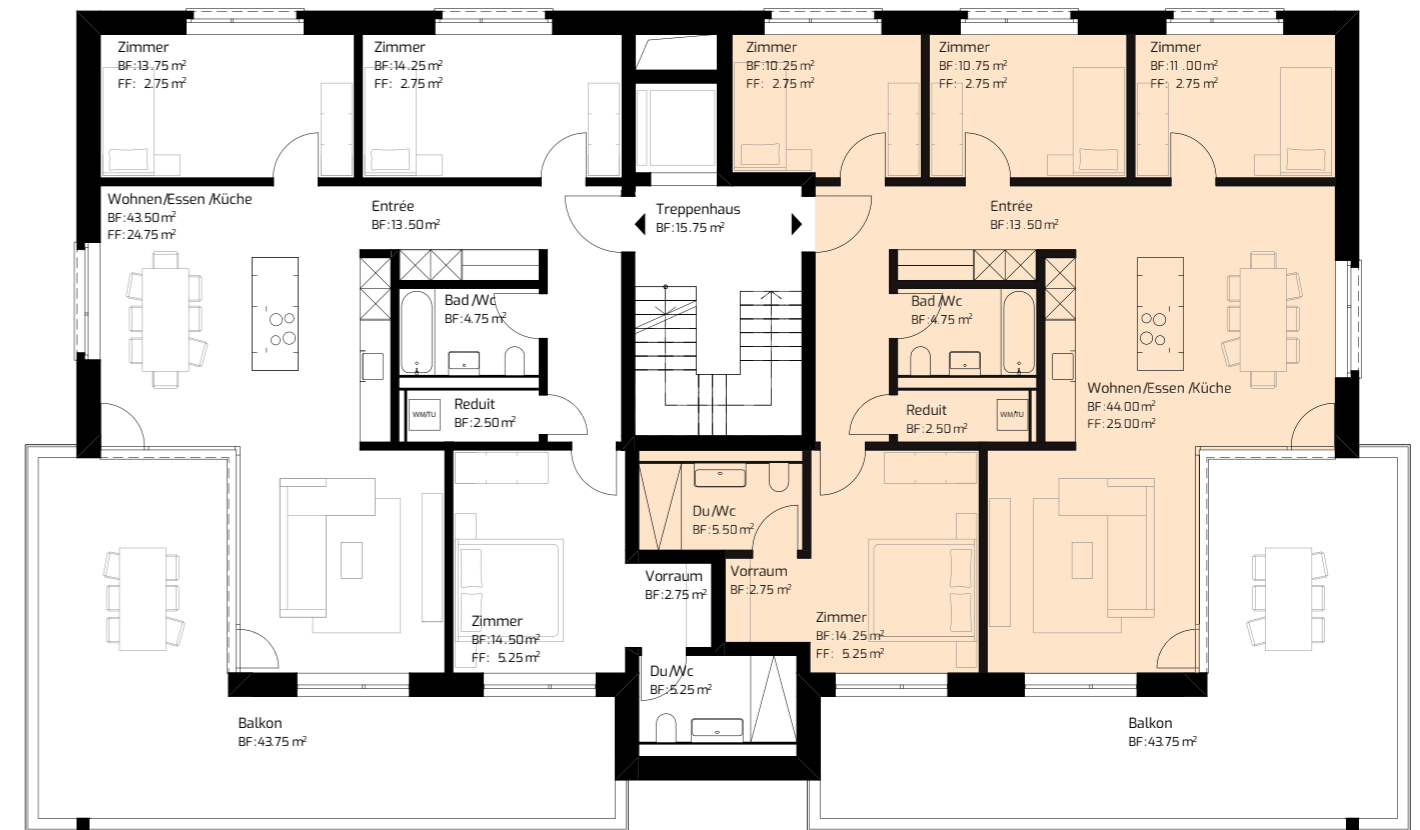 Zimmer
BF:13.75 m²
FF: 2.75 m²
Zimmer
BF:14.25 m²
FF: 2.75 m²
Zimmer
BF:10.25 m²
FF: 2.75 m²
Zimmer
BF:10.75 m²
FF: 2.75 m²
Zimmer
BF:11.00 m²
FF: 2.75 m²
Wohnen/Essen /Küche
BF:43.50 m²
FF:24.75 m²
Entrée
BF:13.50 m²
Treppenhaus
BF:15.75 m²
Entrée
BF:13.50 m²
Bad /Wc
BF:4.75 m²
Bad /Wc
BF:4.75 m²
Wohnen/Essen /Küche
BF:44.00 m²
FF:25.00 m²
WM/TU
Reduit
BF:2.50 m²
Reduit
BF:2.50 m²
WM/TU
Du/Wc
BF:5.50 m²
Vorraum
BF:2.75 m²
Vorraum
BF:2.75 m²
Zimmer
BF:14.50 m²
FF: 5.25 m²
Zimmer
BF:14.25 m²
FF: 5.25 m²
Du/Wc
BF:5.25 m²
Balkon
BF:43.75 m²
Balkon
BF:43.75 m²